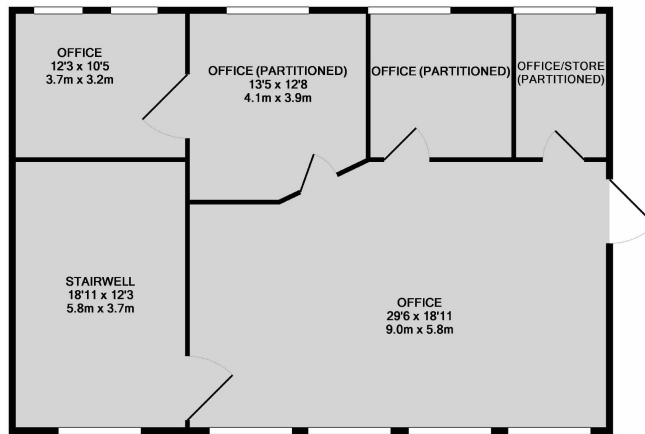 OFFICE
12'3 x 10'5
3.7m x 3.2m
OFFICE (PARTITIONED)
13'5 x 12'8
4.1m x 3.9m
OFFICE (PARTITIONED)
OFFICE/STORE
(PARTITIONED)
STAIRWELL
18'11 x 12'3
5.8m x 3.7m
OFFICE
29'6 x 18'11
9.0m x 5.8m